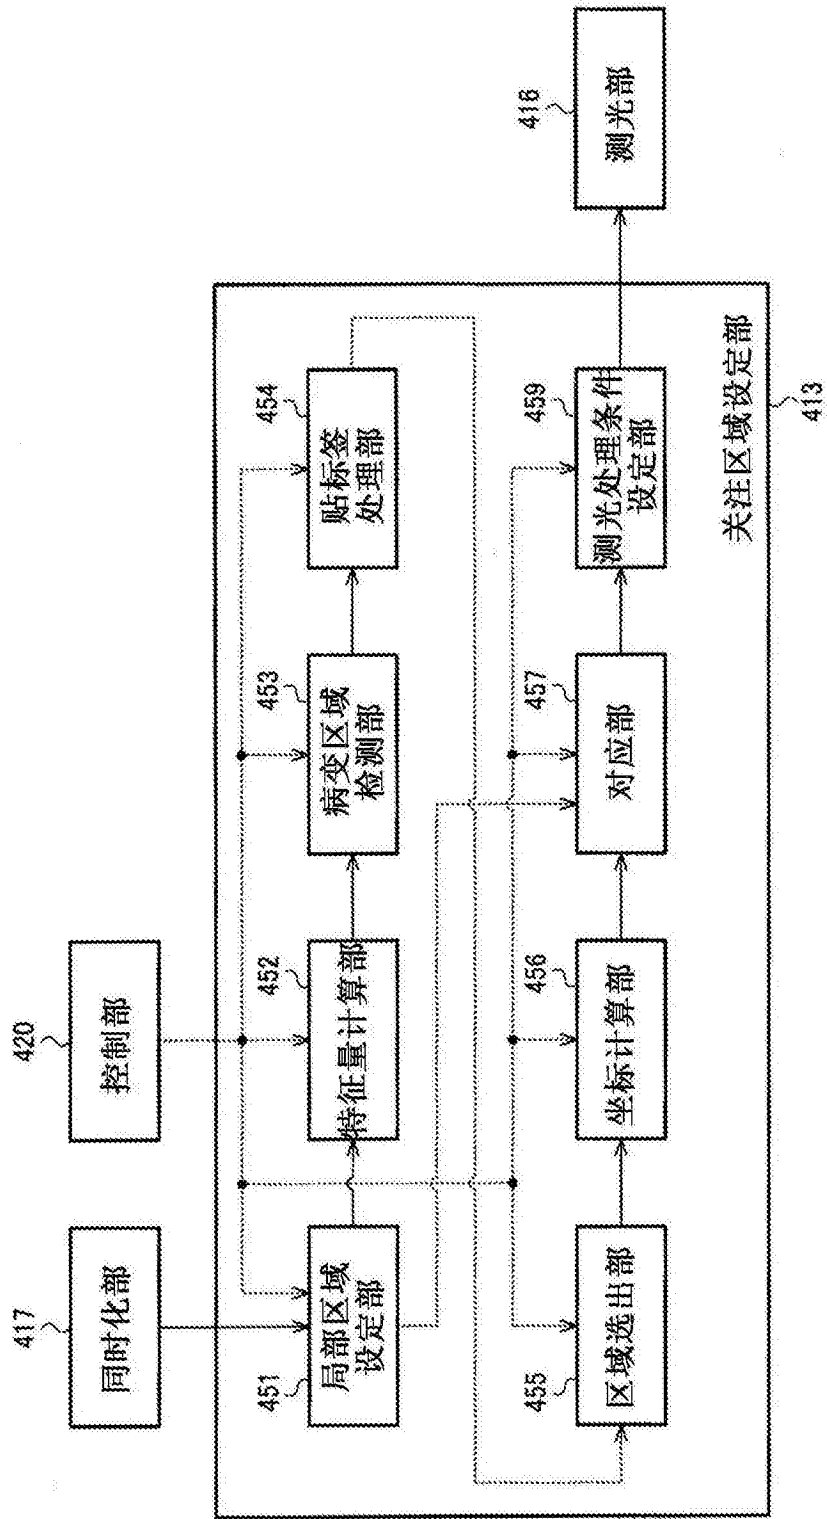 417
同时化部
420
控制部
451
局部区域
设定部
452
特征量计算部
453
病变区域
检测部
454
贴标签
处理部
455
区域选出部
456
坐标计算部
457
对应部
459
测光处理条件
设定部
416
测光部
关注区域设定部
413